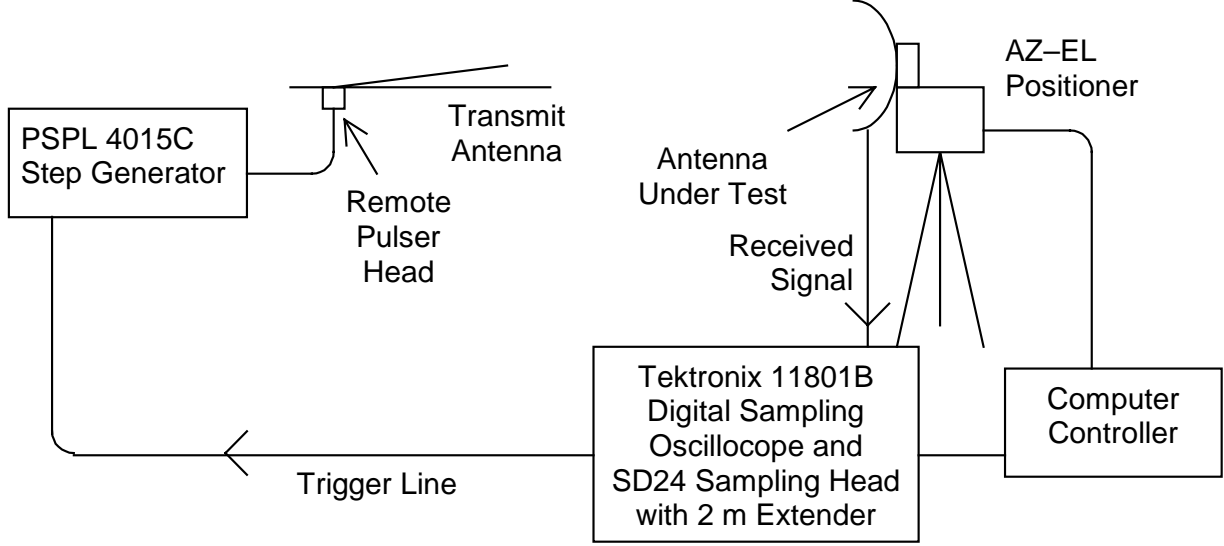 PSPL 4015C
Step Generator
Transmit
Antenna
Remote
Pulser
Head
AZ–EL
Positioner
Antenna
Under Test
Received
Signal
Tektronix 11801B
Digital Sampling
Oscillocope and
SD24 Sampling Head
with 2 m Extender
Computer
Controller
Trigger Line